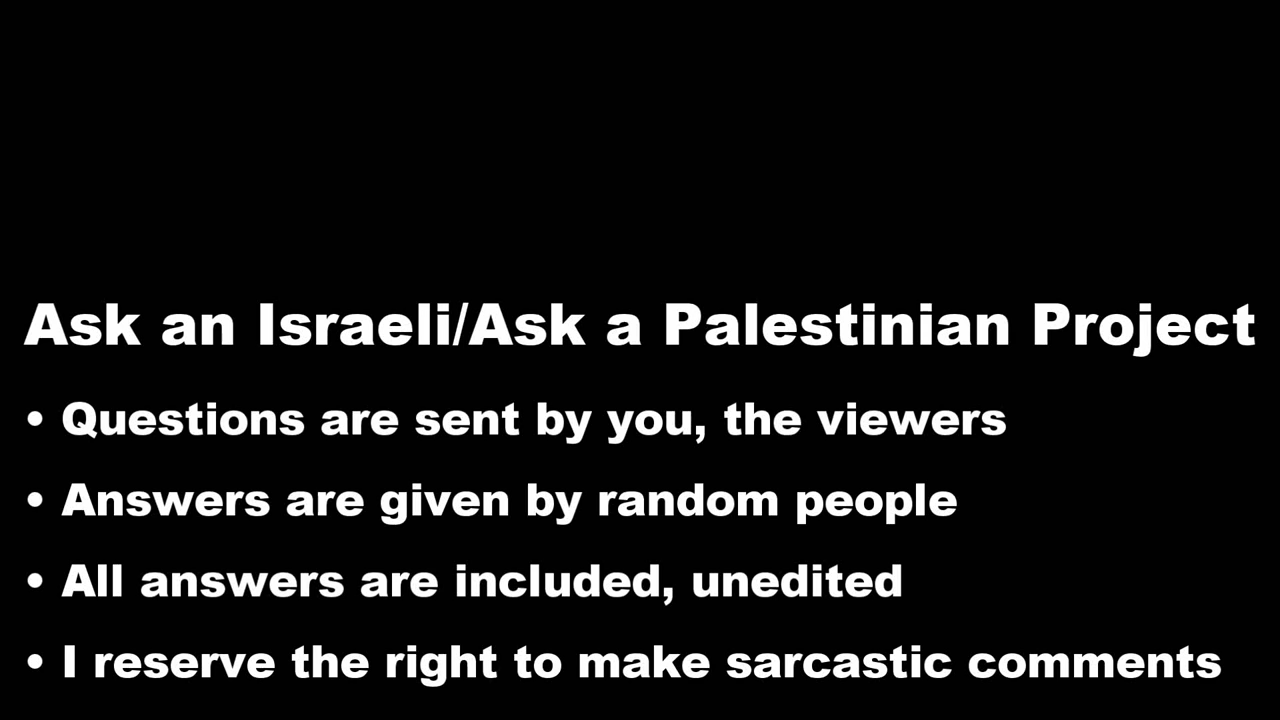 Ask an Israeli/Ask a Palestinian Project
• Questions are sent by you, the viewers
• Answers are given by random people
• All answers are included, unedited
• I reserve the right to make sarcastic comments